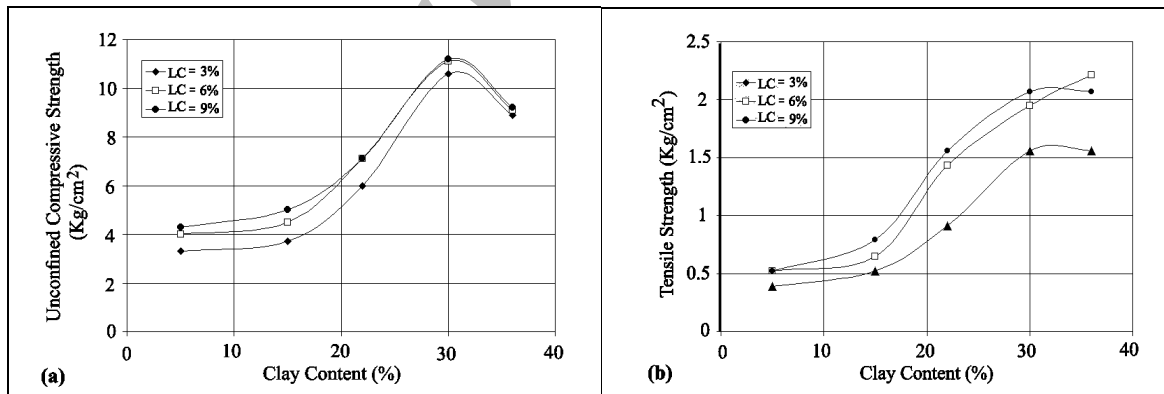 12
10
8
6
4
2
0
0
10
20
30
40
Unconfined Compressive Strength
(Kg/cm²)
LC = 3%
LC = 6%
LC = 9%
Clay Content (%)
(a)
2.5
2
1.5
1
0.5
0
0
10
20
30
40
Tensile Strength (Kg/cm²)
LC = 3%
LC = 6%
LC = 9%
Clay Content (%)
(b)